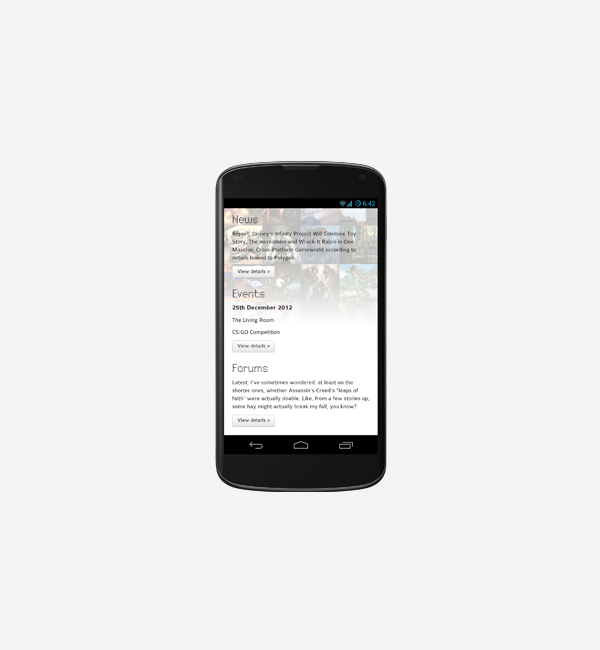 6:42
News
Report: Disney's Infinity Project Will Combine Toy
Story, The Incredibles and Wreck-It Ralph in One
Massive, Cross-Platform Gameworld according to
details leaked to Polygon.
View details »
Events
25th December 2012
The Living Room
CS:GO Competition
View details »
Forums
Latest: I've sometimes wondered, at least on the
shorter ones, whether Assassin's Creed's "leaps of
faith" were actually doable. Like, from a few stories up,
some hay might actually break my fall, you know?
View details »